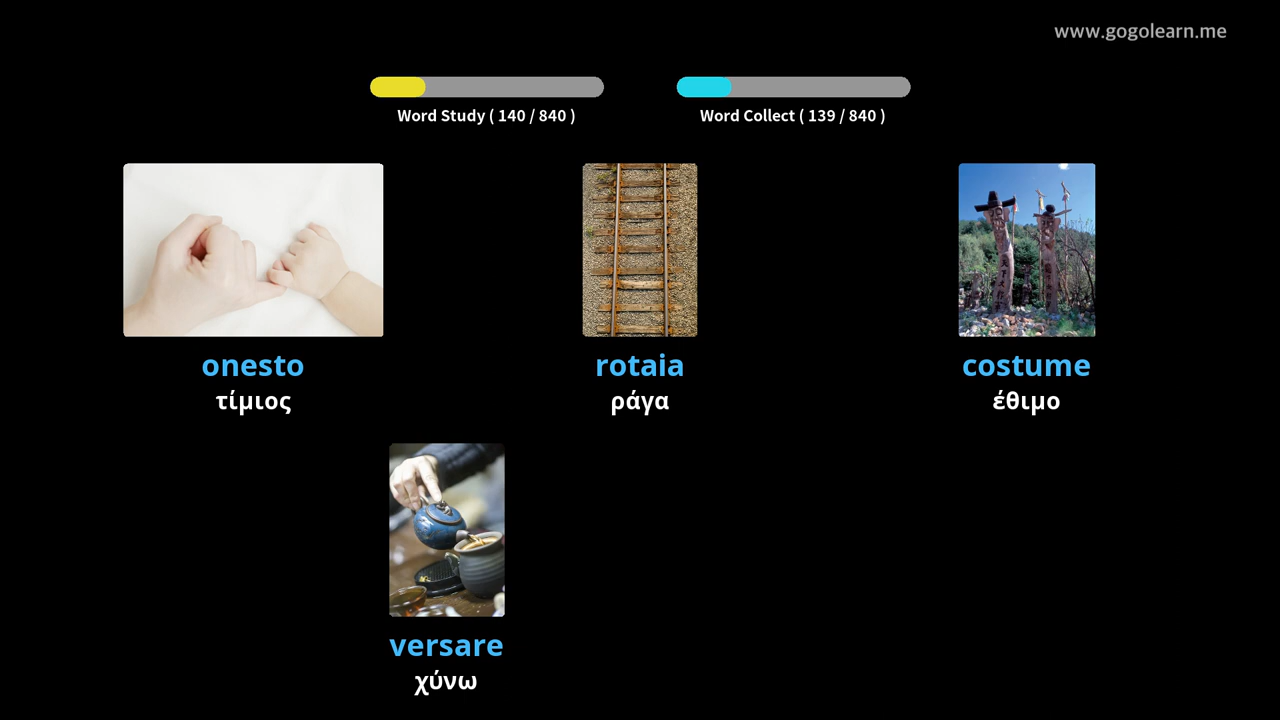 www.gogolearn.me
Word Study ( 140 / 840 )
Word Collect ( 139 / 840 )
onesto
τίμιος
rotaia
ράγα
costume
έθιμο
versare
χύνω